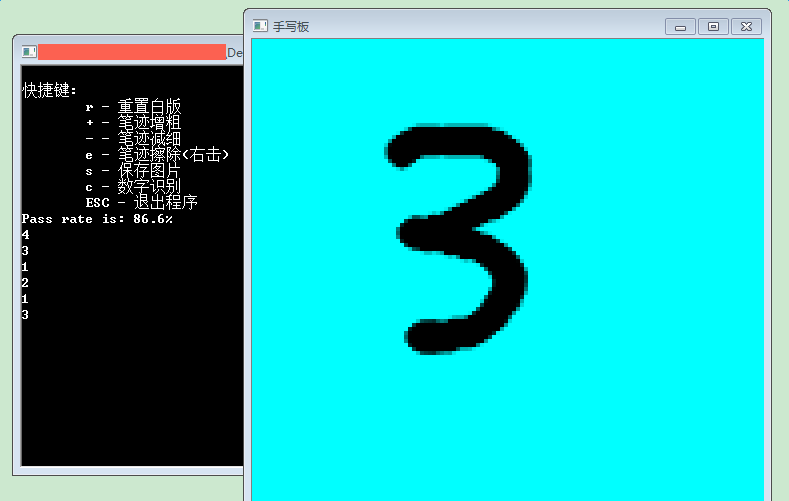 De
手写板
快捷键:
r - 重置白版
+ - 笔迹增粗
- - 笔迹减细
e - 笔迹擦除(右击)
s - 保存图片
c - 数字识别
ESC - 退出程序
Pass rate is: 86.6%
4
3
1
2
1
3
3